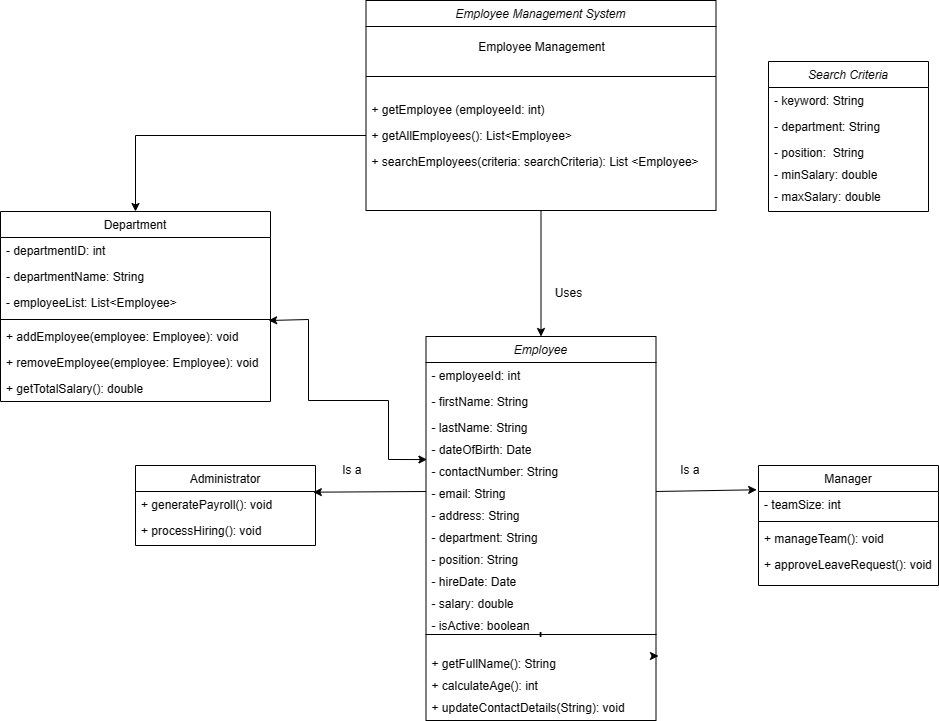 Employee Management System
Employee Management
+ getEmployee (employeeId: int)
+ getAllEmployees(): List<Employee>
+ searchEmployees(criteria: searchCriteria): List <Employee>
Search Criteria
- keyword: String
- department: String
- position: String
- minSalary: double
- maxSalary: double
Department
- departmentID: int
- departmentName: String
- employeeList: List<Employee>
+ addEmployee(employee: Employee): void
+ removeEmployee(employee: Employee): void
+ getTotalSalary(): double
Uses
Employee
- employeeId: int
- firstName: String
- lastName: String
- dateOfBirth: Date
- contactNumber: String
- email: String
- address: String
- department: String
- position: String
- hireDate: Date
- salary: double
- isActive: boolean
+ getFullName(): String
+ calculateAge(): int
+ updateContactDetails(String): void
Is a
Administrator
+ generatePayroll(): void
+ processHiring(): void
Is a
Manager
- teamSize: int
+ manageTeam(): void
+ approveLeaveRequest(): void